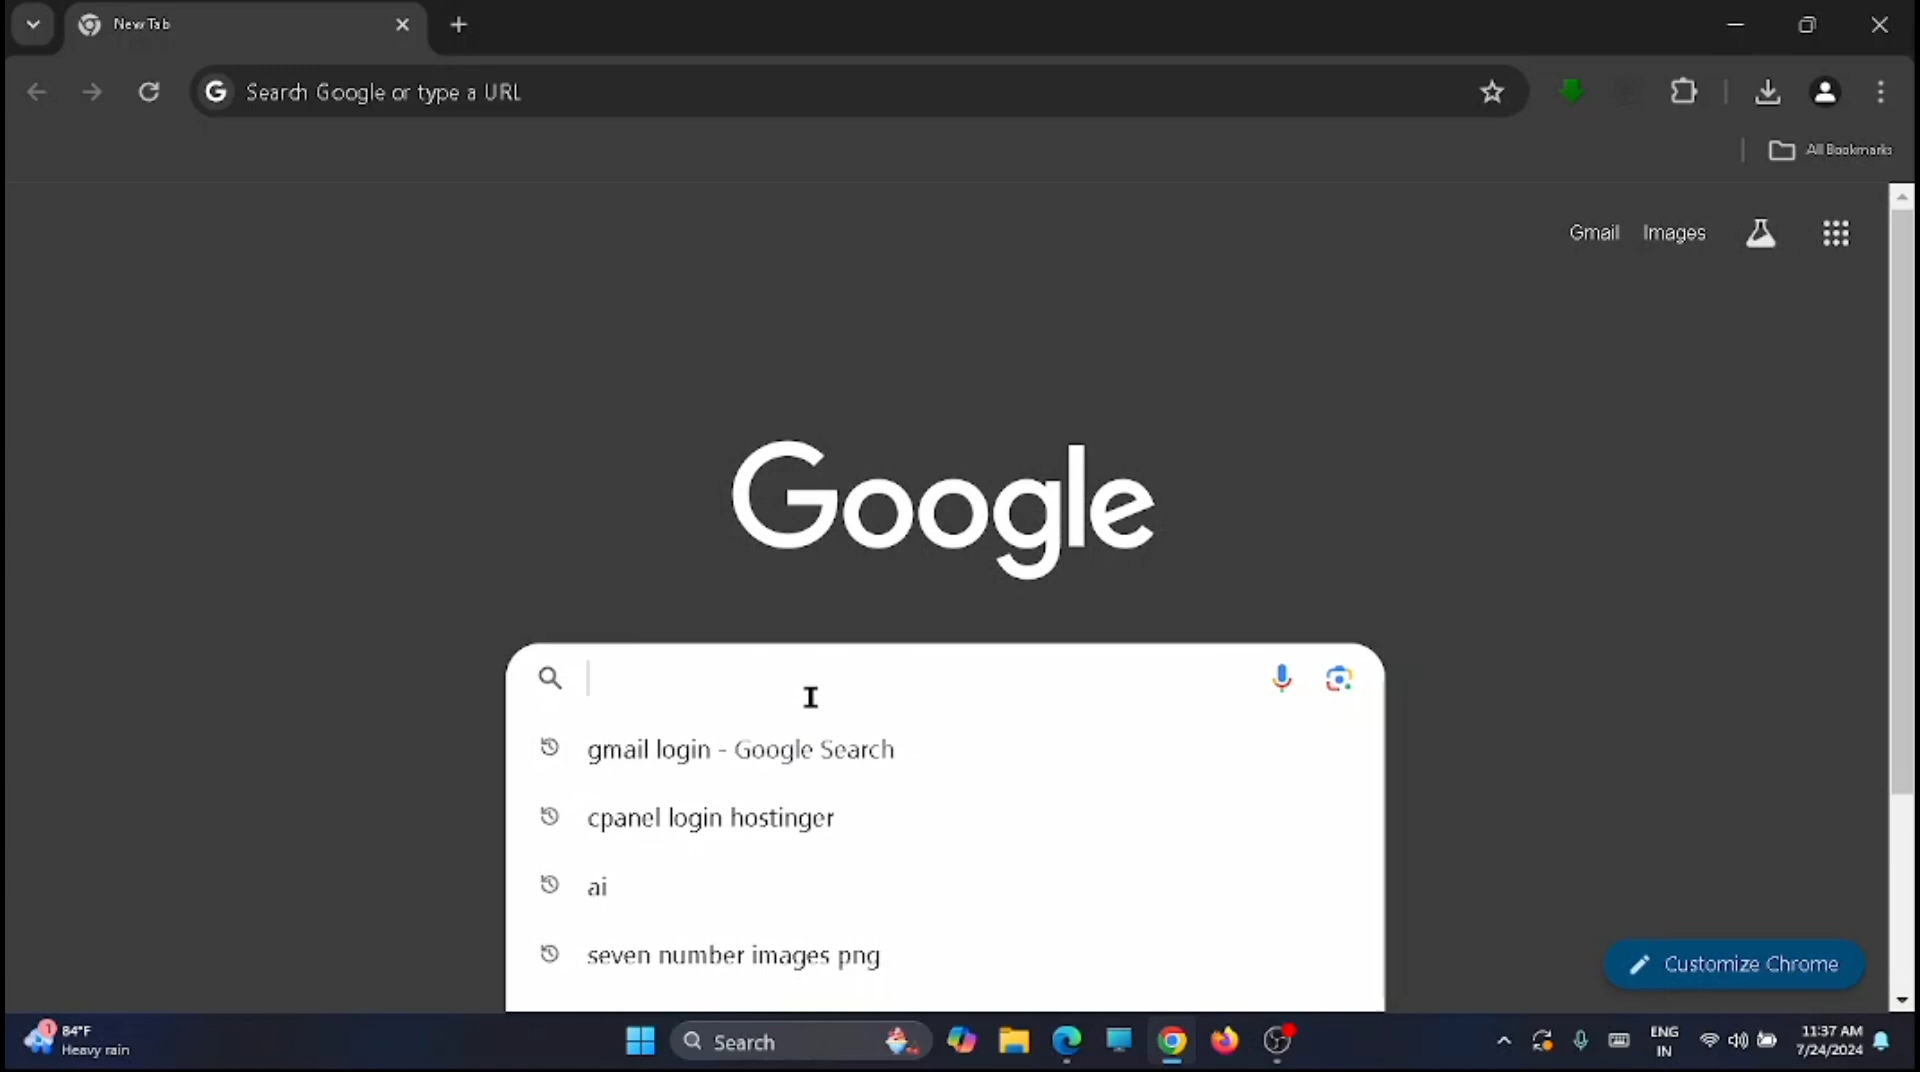 New Tab
Search Google or type a URL
All Bookmarks
Gmail Images
Google
gmail login - Google Search
cpanel login hostinger
ai
seven number images png
Customize Chrome
1
84°F
Heavy rain
Search
ENG
IN
11:37 AM
7/24/2024